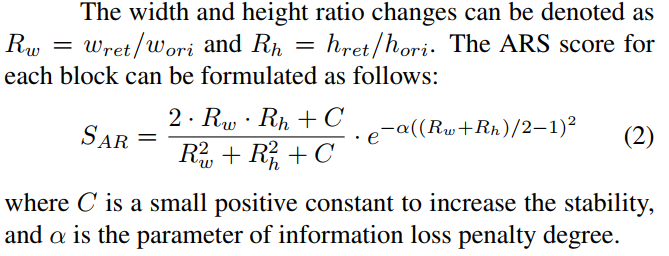 The width and height ratio changes can be denoted as
$R_w = w_{ret}/w_{ori}$ and $R_h = h_{ret}/h_{ori}$. The ARS score for
each block can be formulated as follows:
$S_{AR} = \frac{2 \cdot R_w \cdot R_h + C}{R_w^2 + R_h^2 + C} \cdot e^{-\alpha((R_w+R_h)/2-1)^2}$ (2)
where $C$ is a small positive constant to increase the stability,
and $\alpha$ is the parameter of information loss penalty degree.